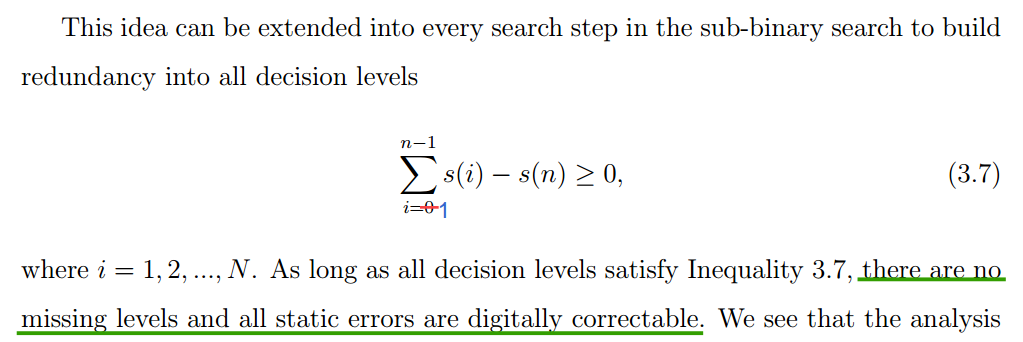 This idea can be extended into every search step in the sub-binary search to build
redundancy into all decision levels
n−1
∑ s(i) − s(n) ≥ 0, (3.7)
i=0 1
where i = 1, 2, ..., N. As long as all decision levels satisfy Inequality 3.7, there are no
missing levels and all static errors are digitally correctable. We see that the analysis